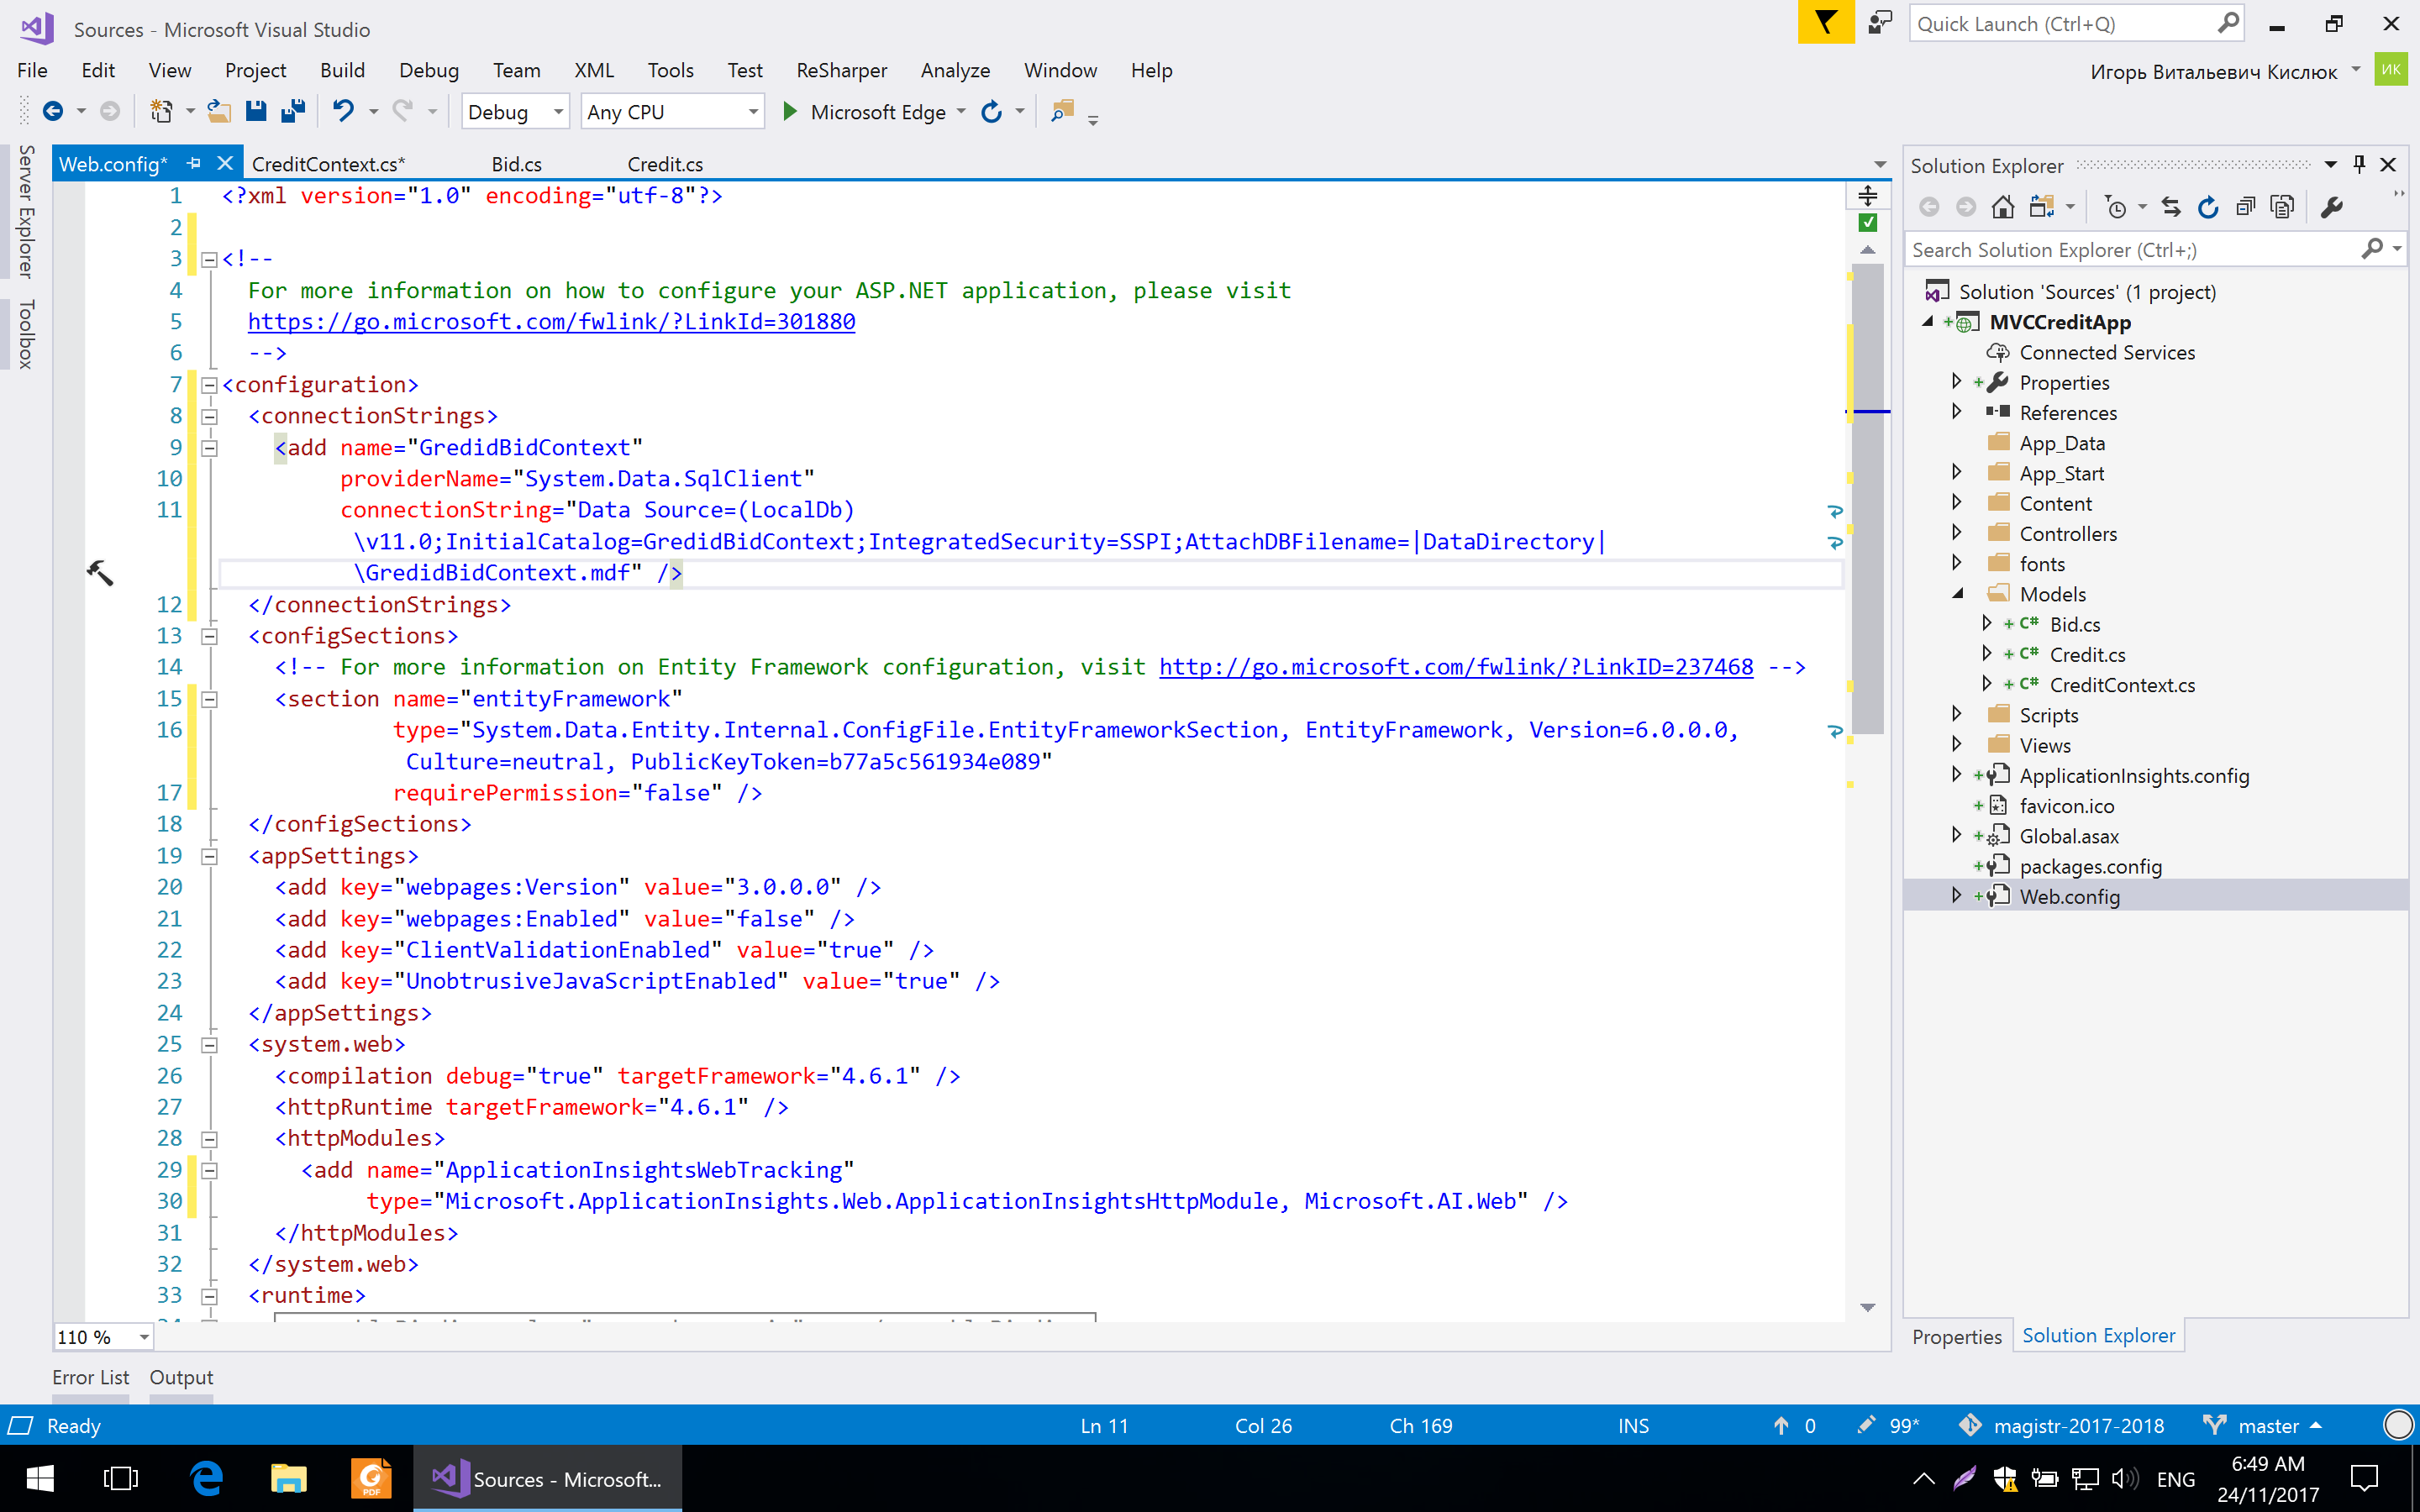 Sources - Microsoft Visual Studio
Quick Launch (Ctrl+Q)
File Edit View Project Build Debug Team XML Tools Test ReSharper Analyze Window Help
Игорь Витальевич Кислюк
ИК
Debug
Any CPU
Microsoft Edge
Server Explorer
Toolbox
Web.config*
CreditContext.cs*
Bid.cs
Credit.cs
1 <?xml version="1.0" encoding="utf-8"?>
2
3 <!--
4 For more information on how to configure your ASP.NET application, please visit
5 https://go.microsoft.com/fwlink/?LinkId=301880
6 -->
7 <configuration>
8 <connectionStrings>
9 <add name="GredidBidContext"
10 providerName="System.Data.SqlClient"
11 connectionString="Data Source=(LocalDb)
\v11.0;InitialCatalog=GredidBidContext;IntegratedSecurity=SSPI;AttachDBFilename=|DataDirectory|
\GredidBidContext.mdf" />
12 </connectionStrings>
13 <configSections>
14 <!-- For more information on Entity Framework configuration, visit http://go.microsoft.com/fwlink/?LinkID=237468 -->
15 <section name="entityFramework"
16 type="System.Data.Entity.Internal.ConfigFile.EntityFrameworkSection, EntityFramework, Version=6.0.0.0,
Culture=neutral, PublicKeyToken=b77a5c561934e089"
17 requirePermission="false" />
18 </configSections>
19 <appSettings>
20 <add key="webpages:Version" value="3.0.0.0" />
21 <add key="webpages:Enabled" value="false" />
22 <add key="ClientValidationEnabled" value="true" />
23 <add key="UnobtrusiveJavaScriptEnabled" value="true" />
24 </appSettings>
25 <system.web>
26 <compilation debug="true" targetFramework="4.6.1" />
27 <httpRuntime targetFramework="4.6.1" />
28 <httpModules>
29 <add name="ApplicationInsightsWebTracking"
30 type="Microsoft.ApplicationInsights.Web.ApplicationInsightsHttpModule, Microsoft.AI.Web" />
31 </httpModules>
32 </system.web>
33 <runtime>
110 %
Solution Explorer
Search Solution Explorer (Ctrl+;)
Solution 'Sources' (1 project)
MVCCreditApp
Connected Services
Properties
References
App_Data
App_Start
Content
Controllers
fonts
Models
C# Bid.cs
C# Credit.cs
C# CreditContext.cs
Scripts
Views
ApplicationInsights.config
favicon.ico
Global.asax
packages.config
Web.config
Properties
Solution Explorer
Error List
Output
Ready
Ln 11
Col 26
Ch 169
INS
0
99*
magistr-2017-2018
master
PDF
Sources - Microsoft...
ENG
6:49 AM
24/11/2017